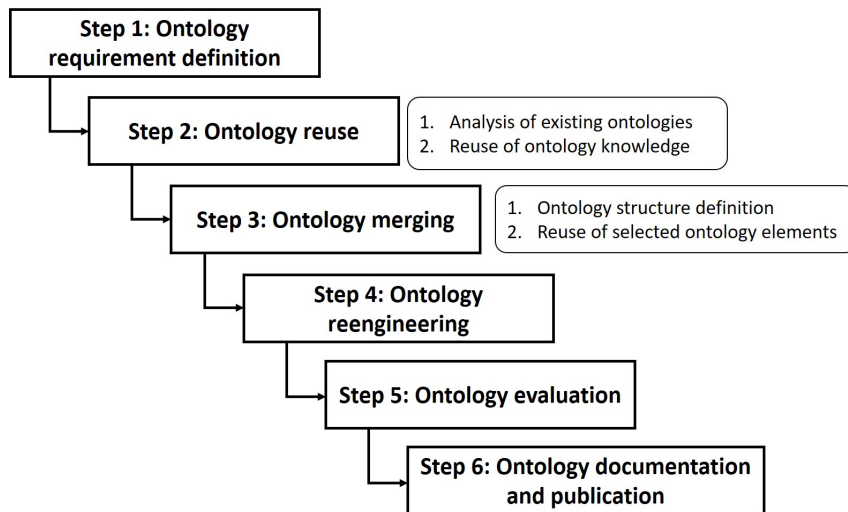 Step 1: Ontology
requirement definition
Step 2: Ontology reuse
1. Analysis of existing ontologies
2. Reuse of ontology knowledge
Step 3: Ontology merging
1. Ontology structure definition
2. Reuse of selected ontology elements
Step 4: Ontology
reengineering
Step 5: Ontology evaluation
Step 6: Ontology documentation
and publication